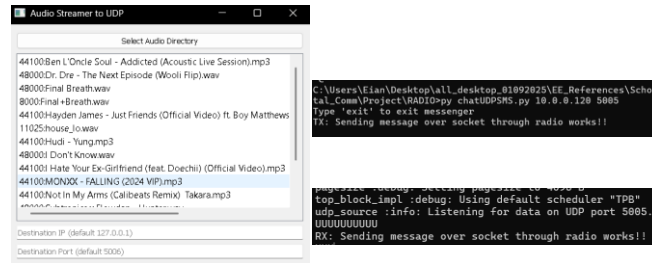 Audio Streamer to UDP
Select Audio Directory
44100:Ben L'Oncle Soul - Addicted (Acoustic Live Session).mp3
48000:Dr. Dre - The Next Episode (Wooli Flip).wav
48000:Final Breath.wav
8000:Final +Breath.wav
44100:Hayden James - Just Friends (Official Video) ft. Boy Matthews
11025:house_lo.wav
44100:Hudi - Yung.mp3
48000:I Don't Know.wav
44100:I Hate Your Ex-Girlfriend (feat. Doechii) (Official Video).mp3
44100:MONXX - FALLING (2024 VIP).mp3
44100:Not In My Arms (Calibeats Remix) Takara.mp3
Destination IP (default 127.0.0.1)
Destination Port (default 5006)
C:\Users\Eian\Desktop\all_desktop_01092025\EE_References\Scho
tal_Comm\Project\RADIO>py chatUDPSMS.py 10.0.0.120 5005
Type 'exit' to exit messenger
TX: Sending message over socket through radio works!!
pagesize :debug: Setting pagesize to 4096 B
top_block_impl :debug: Using default scheduler "TPB"
udp_source :info: Listening for data on UDP port 5005.
UUUUUUUUUU
RX: Sending message over socket through radio works!!